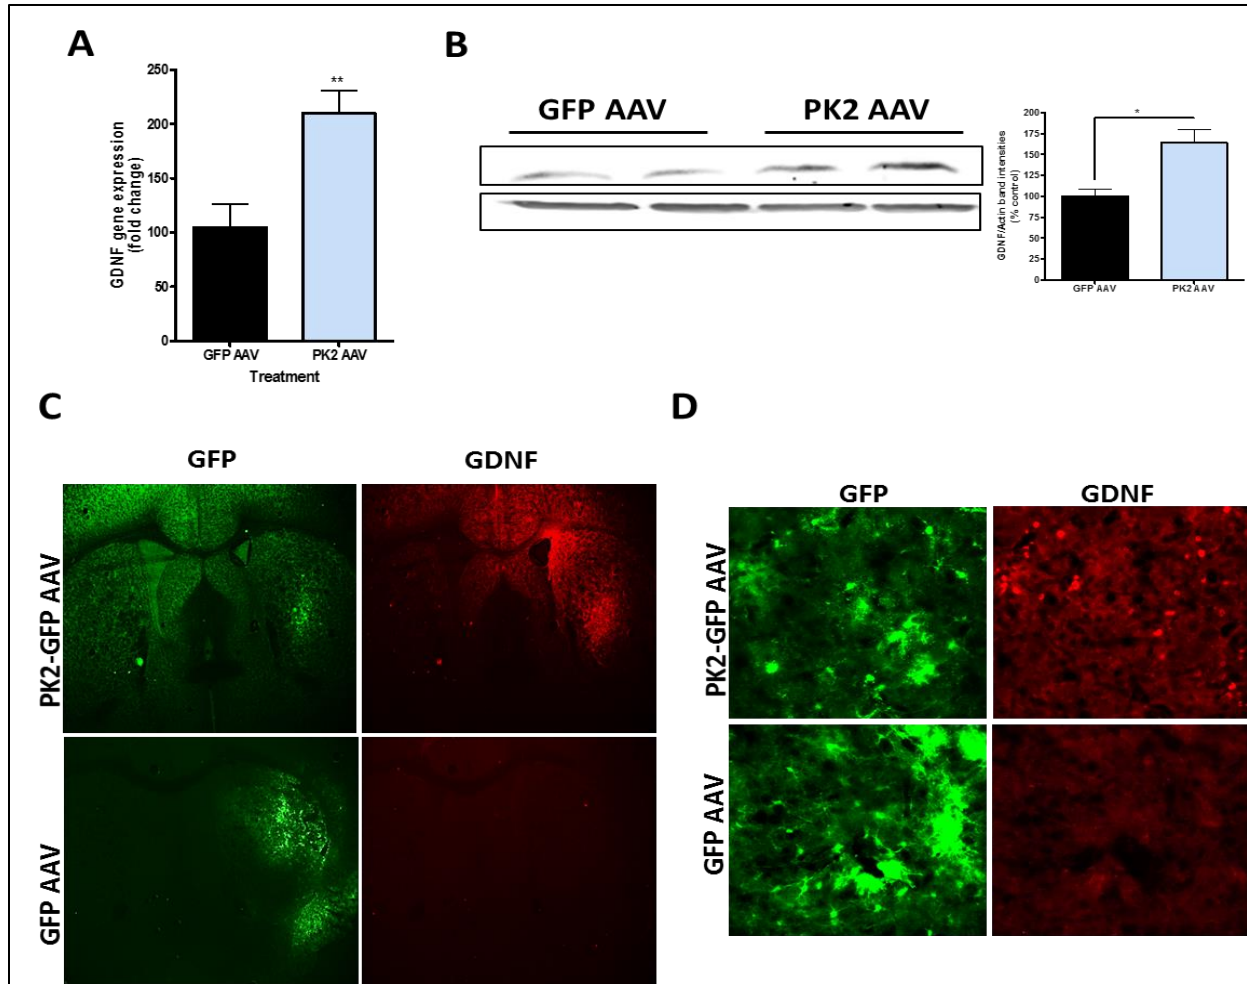 A
GDNF gene expression
(fold change)
250
200
150
100
50
0
**
GFP AAV
PK2 AAV
Treatment
B
GFP AAV
PK2 AAV
GDNF/Actin band intensities
(% control)
200
175
150
125
100
75
50
25
0
*
GFP AAV
PK2 AAV
C
GFP
GDNF
PK2-GFP AAV
GFP AAV
D
GFP
GDNF
PK2-GFP AAV
GFP AAV